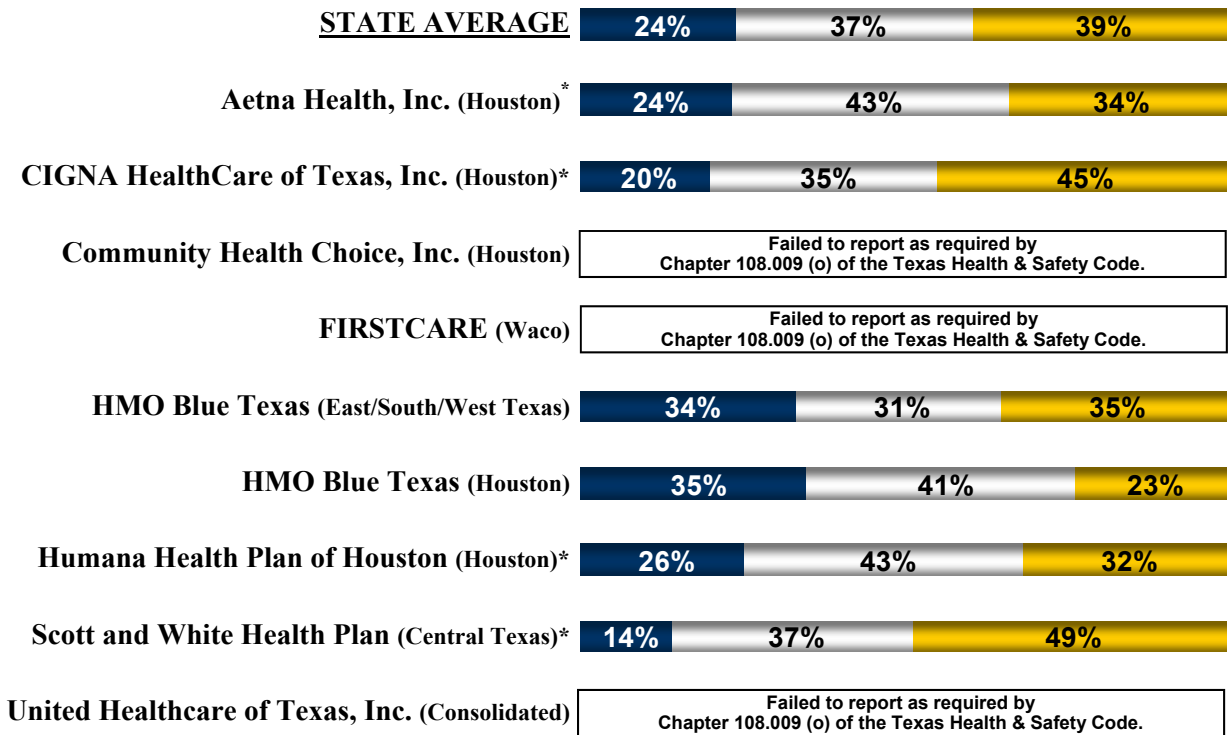 STATE AVERAGE 24% 37% 39%
Aetna Health, Inc. (Houston)* 24% 43% 34%
CIGNA HealthCare of Texas, Inc. (Houston)* 20% 35% 45%
Community Health Choice, Inc. (Houston) Failed to report as required by
Chapter 108.009 (o) of the Texas Health & Safety Code.
FIRSTCARE (Waco) Failed to report as required by
Chapter 108.009 (o) of the Texas Health & Safety Code.
HMO Blue Texas (East/South/West Texas) 34% 31% 35%
HMO Blue Texas (Houston) 35% 41% 23%
Humana Health Plan of Houston (Houston)* 26% 43% 32%
Scott and White Health Plan (Central Texas)* 14% 37% 49%
United Healthcare of Texas, Inc. (Consolidated) Failed to report as required by
Chapter 108.009 (o) of the Texas Health & Safety Code.